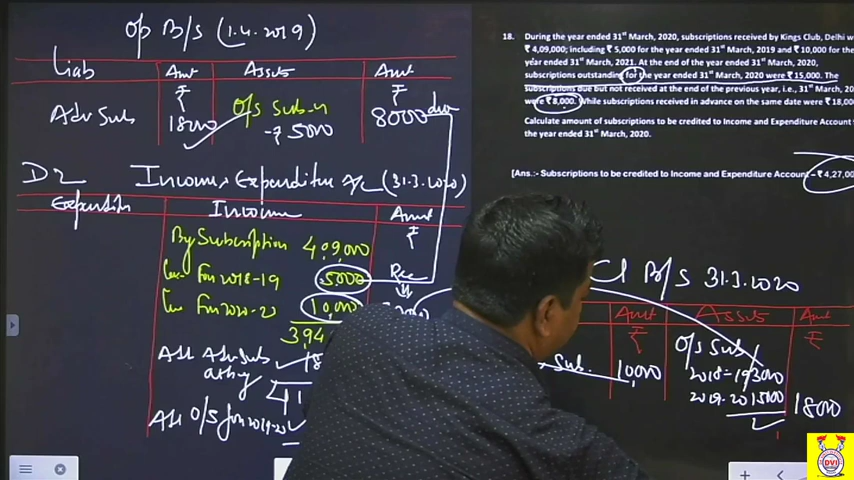 Op B/S (1.4.2019)
Liab Amt Assets Amt
₹ ₹
Adv Sub 18000 O/S Sub-n 8000
-₹ 5000
Dr Income & Expenditure A/c (31.3.2020)
Expenditure Income Amt
₹
By Subscription 4,09,000
Less For 2018-19 5000 Rec
Less For 2020-21 10,000
3,94
Add Adv Sub
Add O/S for 2019-20
18. During the year ended 31st March, 2020, subscriptions received by Kings Club, Delhi w
₹ 4,09,000; including ₹ 5,000 for the year ended 31st March, 2019 and ₹ 10,000 for the
year ended 31st March, 2021. At the end of the year ended 31st March, 2020,
subscriptions outstanding for the year ended 31st March, 2020 were ₹ 15,000. The
subscriptions due but not received at the end of the previous year, i.e., 31st March, 20
were ₹ 8,000. While subscriptions received in advance on the same date were ₹ 18,00
Calculate amount of subscriptions to be credited to Income and Expenditure Account
the year ended 31st March, 2020.
[Ans.:- Subscriptions to be credited to Income and Expenditure Account – ₹ 4,27,00
Cl B/S 31.3.2020
Amt Assets Amt
₹ ₹
O/S Sub
Sub. 10,000 2018-19 3000
2019-20 15000 18000
DVI